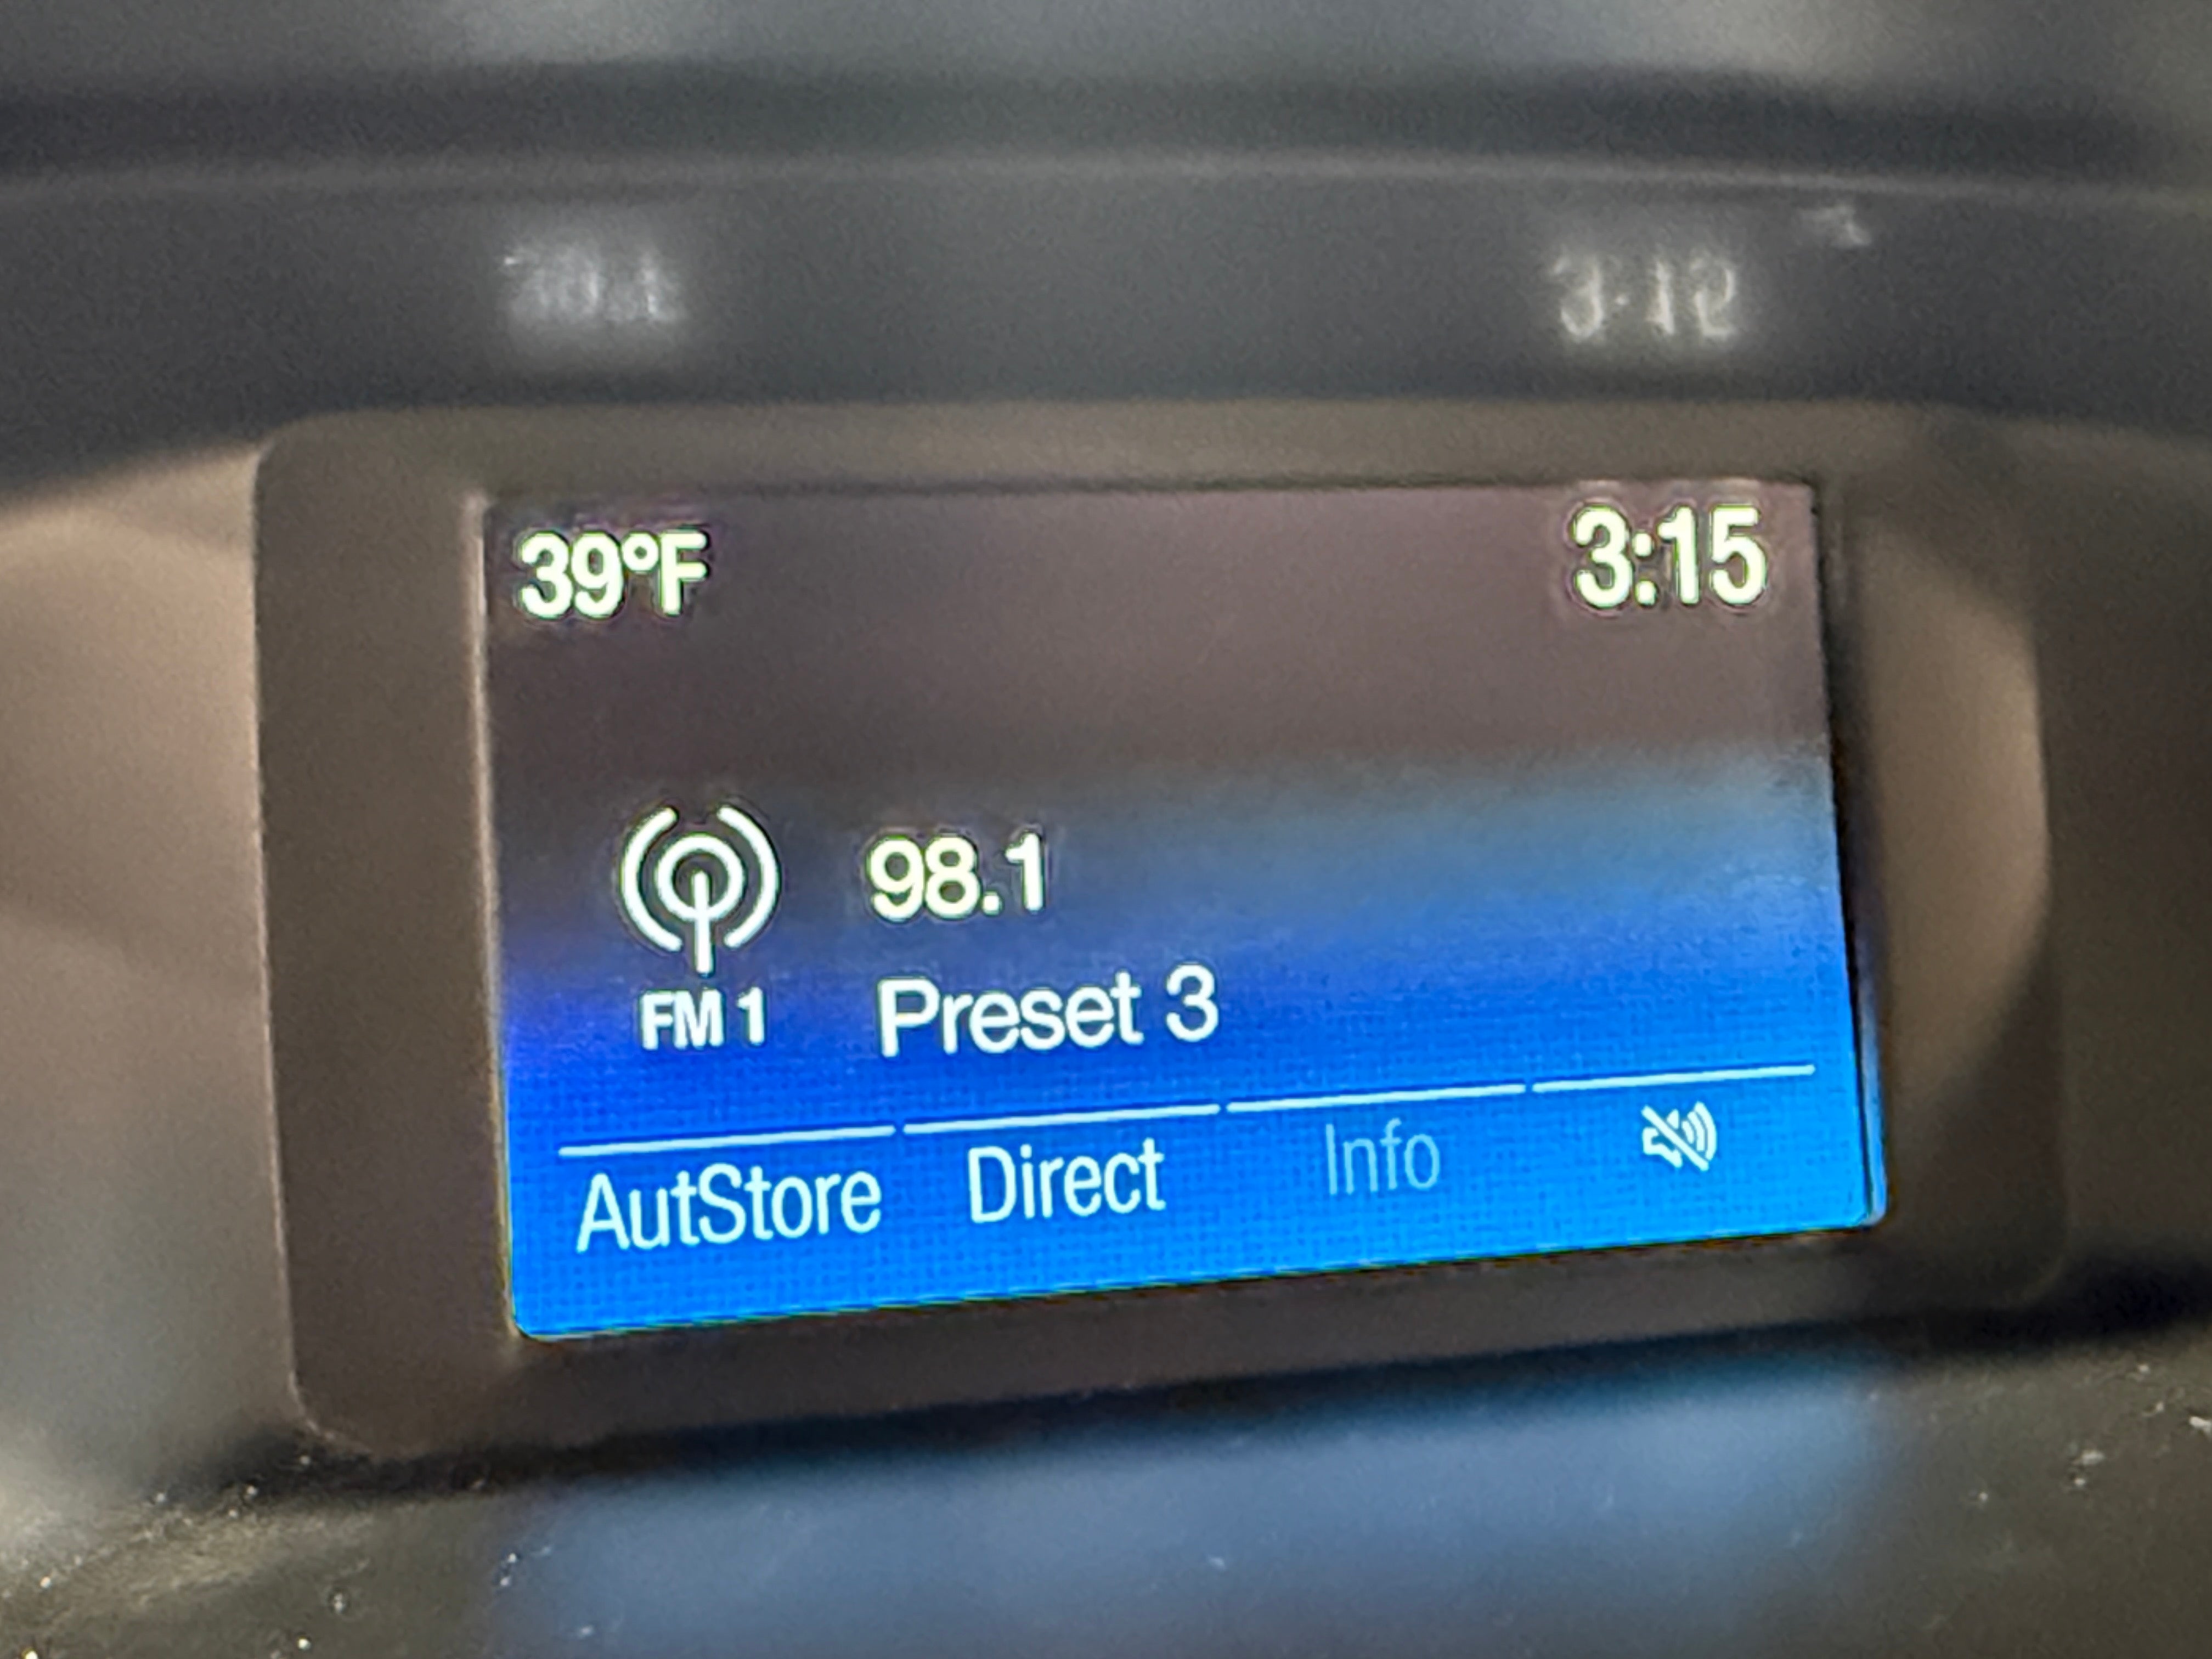 39°F 3:15
98.1
FM 1 Preset 3
AutStore Direct Info